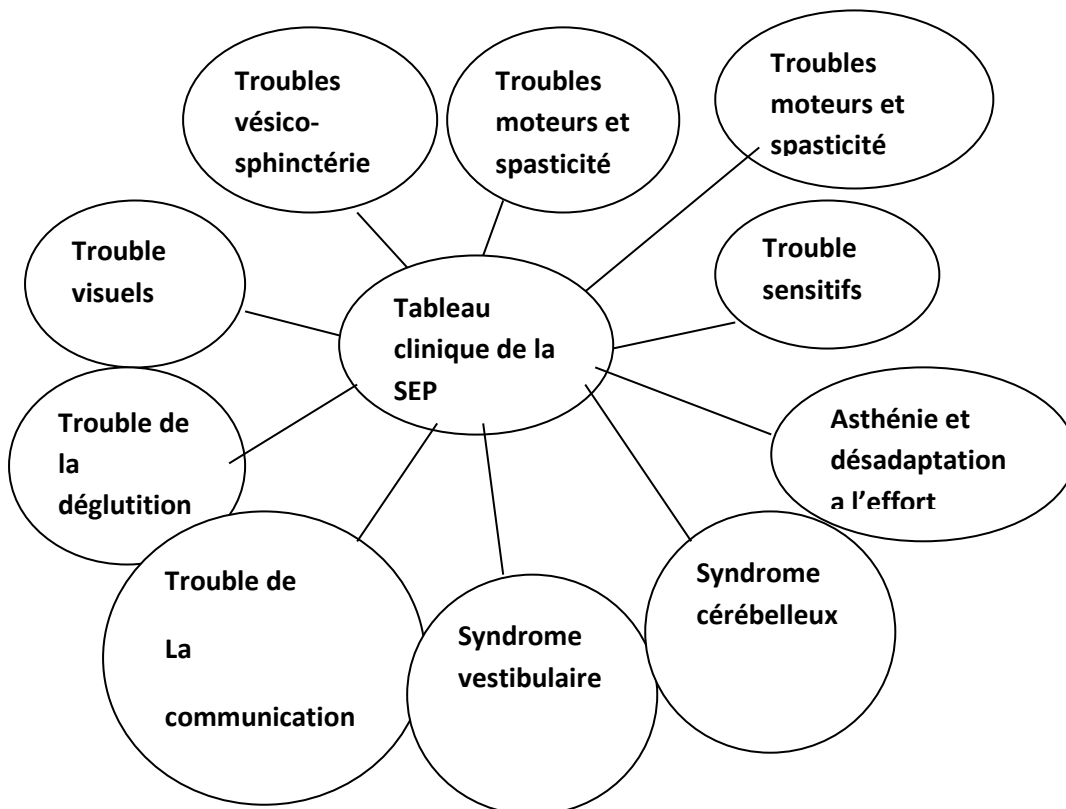 Troubles
vésico-
sphinctérie
Troubles
moteurs et
spasticité
Troubles
moteurs et
spasticité
Trouble
visuels
Trouble
sensitifs
Tableau
clinique de la
SEP
Trouble de
la
déglutition
Asthénie et
désadaptation
a l’effort
Trouble de
La
communication
Syndrome
vestibulaire
Syndrome
cérébelleux